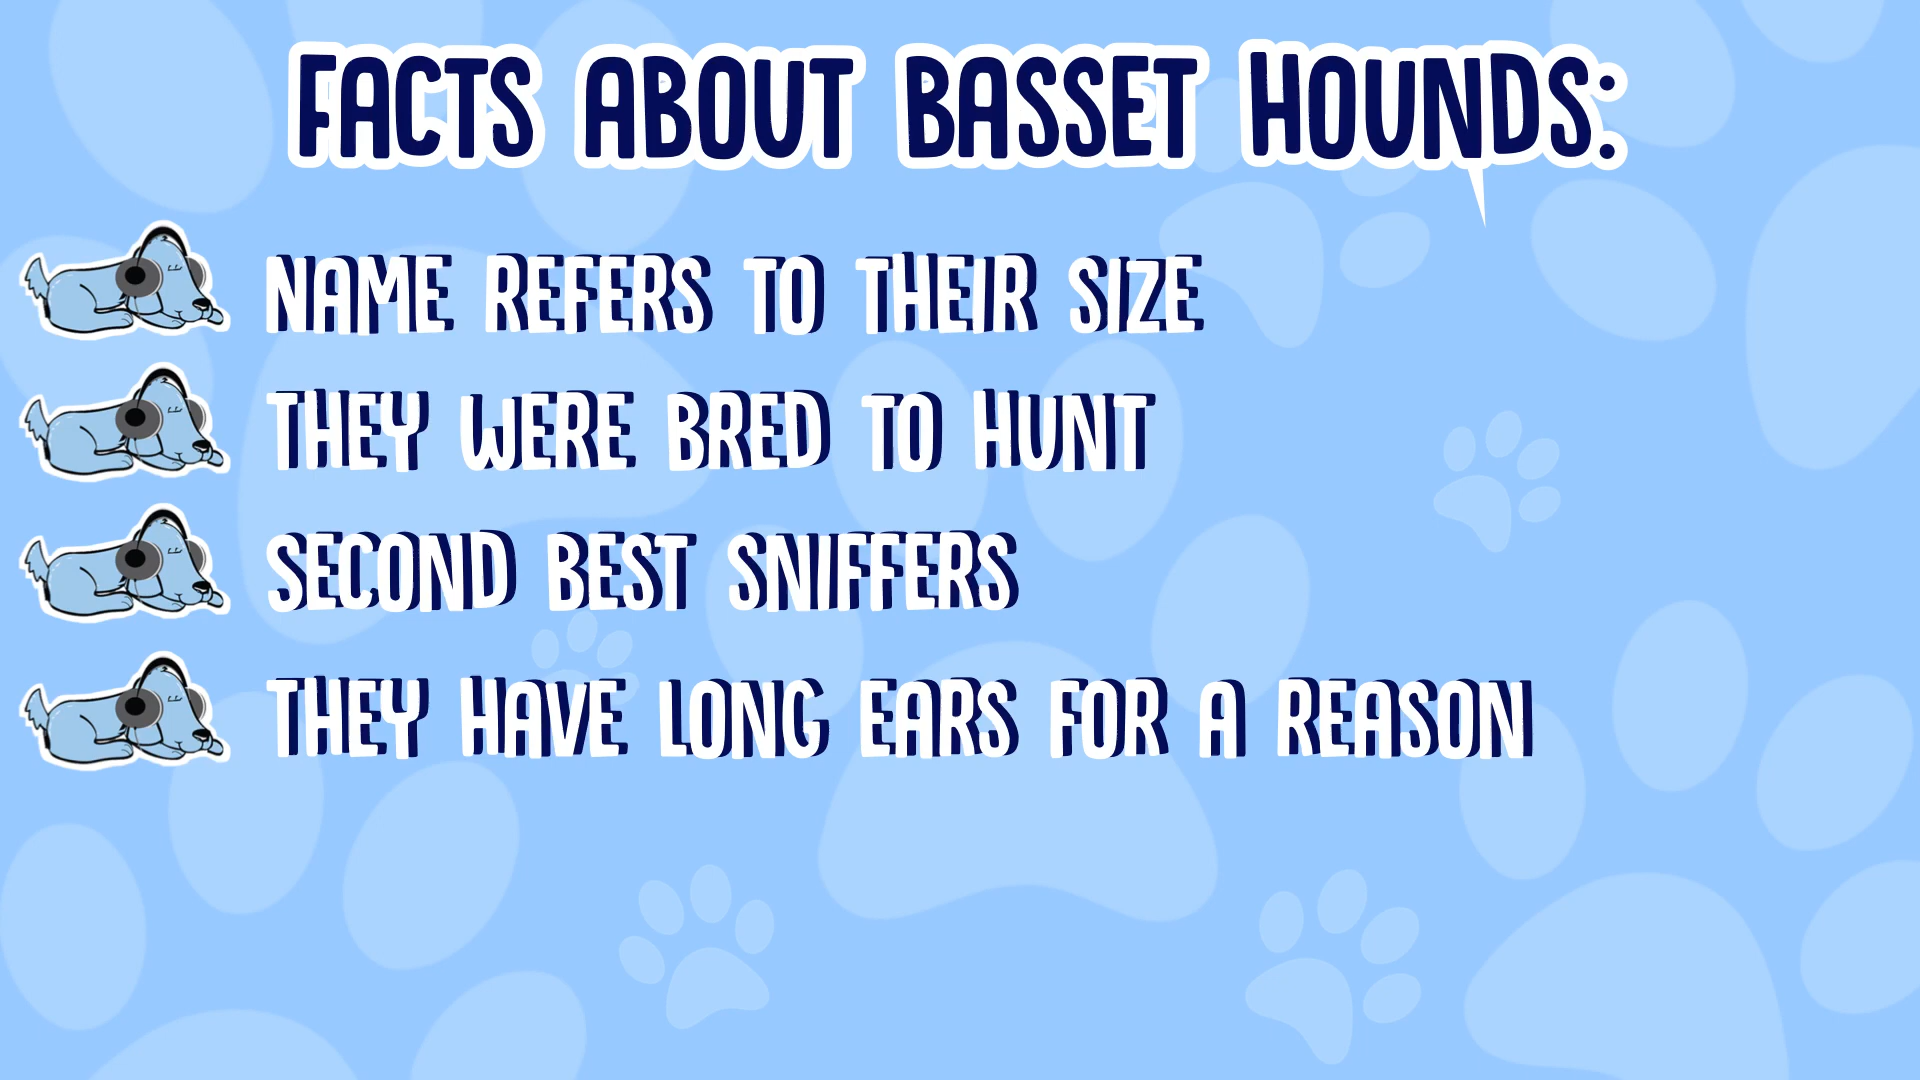 FACTS ABOUT BASSET HOUNDS:
NAME REFERS TO THEIR SIZE
THEY WERE BRED TO HUNT
SECOND BEST SNIFFERS
THEY HAVE LONG EARS FOR A REASON